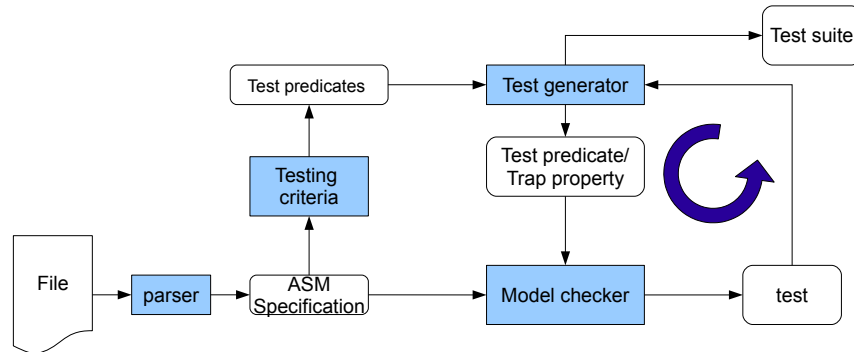 Test suite
Test predicates
Test generator
Test predicate/
Trap property
Testing
criteria
File
parser
ASM
Specification
Model checker
test